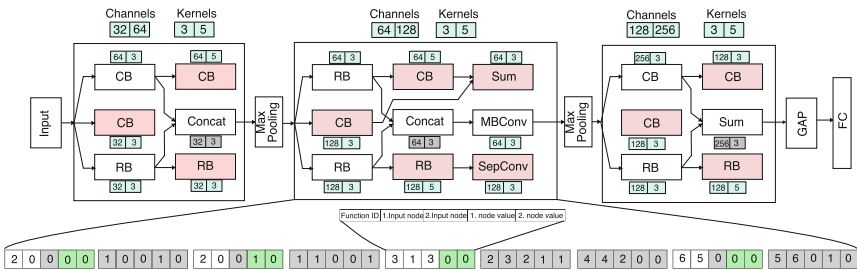 Channels Kernels
32 64 3 5
Channels Kernels
64 128 3 5
Channels Kernels
128 256 3 5
Input
64 3
CB
64 5
CB
CB
32 3
Concat
32 3
RB
32 3
RB
32 3
Max Pooling
64 3
RB
64 5
CB
64 3
Sum
CB
128 3
Concat
64 3
MBConv
64 3
RB
128 3
RB
128 5
SepConv
128 3
Max Pooling
256 3
CB
128 3
CB
CB
128 3
Sum
256 3
RB
128 3
RB
128 5
GAP
FC
Function ID 1.Input node 2.Input node 1. node value 2. node value
2 0 0 0 0 1 0 0 1 0 2 0 0 1 0 1 1 0 0 1 3 1 3 0 0 2 3 2 1 1 4 4 2 0 0 6 5 0 0 0 5 6 0 1 0